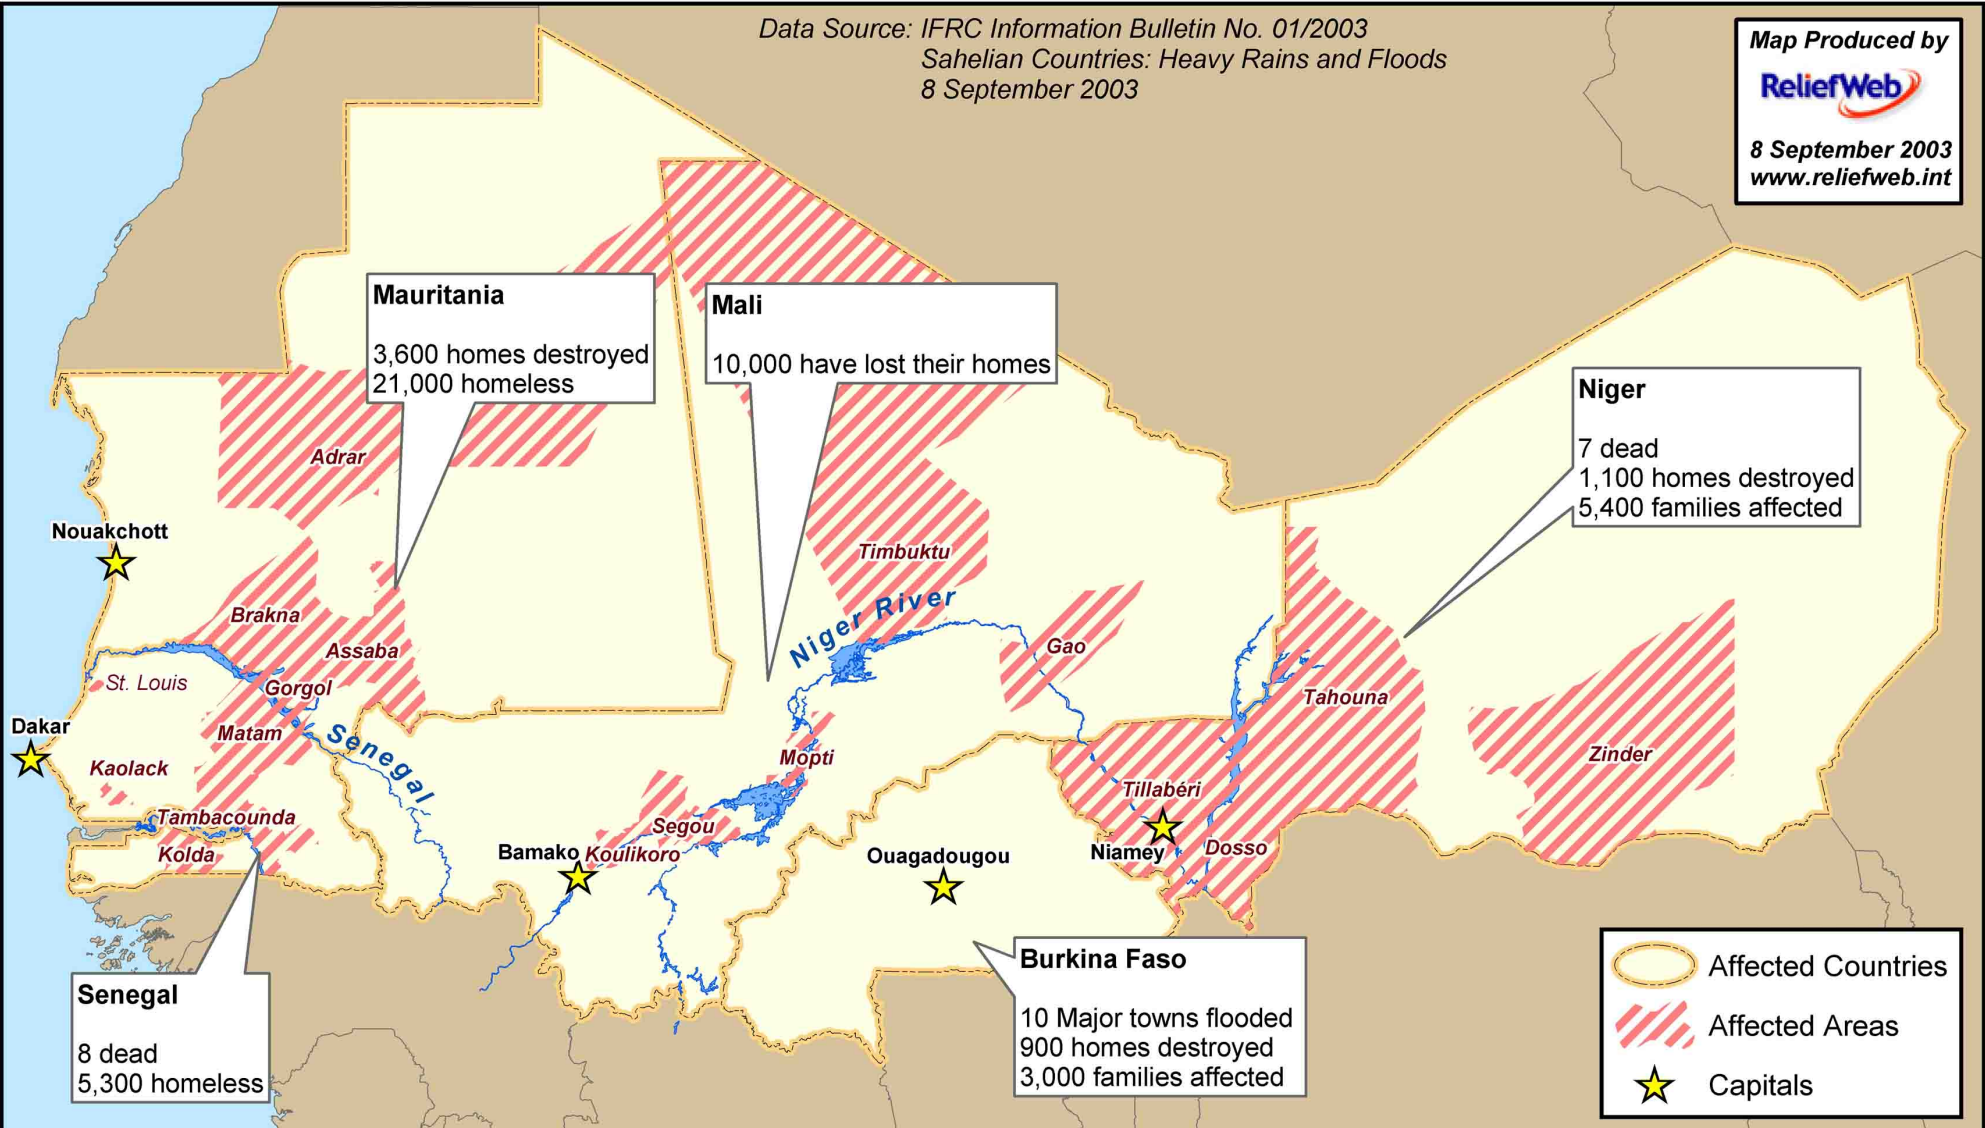 Data Source: IFRC Information Bulletin No. 01/2003
Sahelian Countries: Heavy Rains and Floods
8 September 2003
Map Produced by
ReliefWeb
8 September 2003
www.reliefweb.int
Mauritania
3,600 homes destroyed
21,000 homeless
Mali
10,000 have lost their homes
Niger
7 dead
1,100 homes destroyed
5,400 families affected
Adrar
Nouakchott
Timbuktu
Niger River
Brakna
Assaba
Gao
St. Louis
Gorgol
Tahouna
Dakar
Matam
Senegal
Mopti
Zinder
Kaolack
Tillabéri
Tambacounda
Segou
Kolda
Bamako
Koulikoro
Ouagadougou
Niamey
Dosso
Senegal
8 dead
5,300 homeless
Burkina Faso
10 Major towns flooded
900 homes destroyed
3,000 families affected
Affected Countries
Affected Areas
Capitals